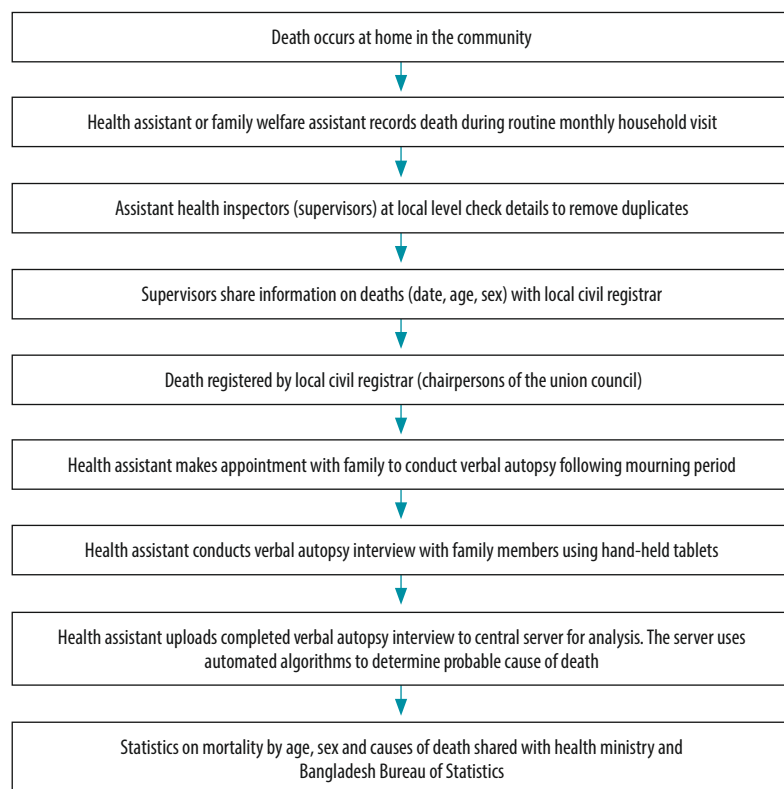 Death occurs at home in the community
Health assistant or family welfare assistant records death during routine monthly household visit
Assistant health inspectors (supervisors) at local level check details to remove duplicates
Supervisors share information on deaths (date, age, sex) with local civil registrar
Death registered by local civil registrar (chairpersons of the union council)
Health assistant makes appointment with family to conduct verbal autopsy following mourning period
Health assistant conducts verbal autopsy interview with family members using hand-held tablets
Health assistant uploads completed verbal autopsy interview to central server for analysis. The server uses
automated algorithms to determine probable cause of death
Statistics on mortality by age, sex and causes of death shared with health ministry and
Bangladesh Bureau of Statistics